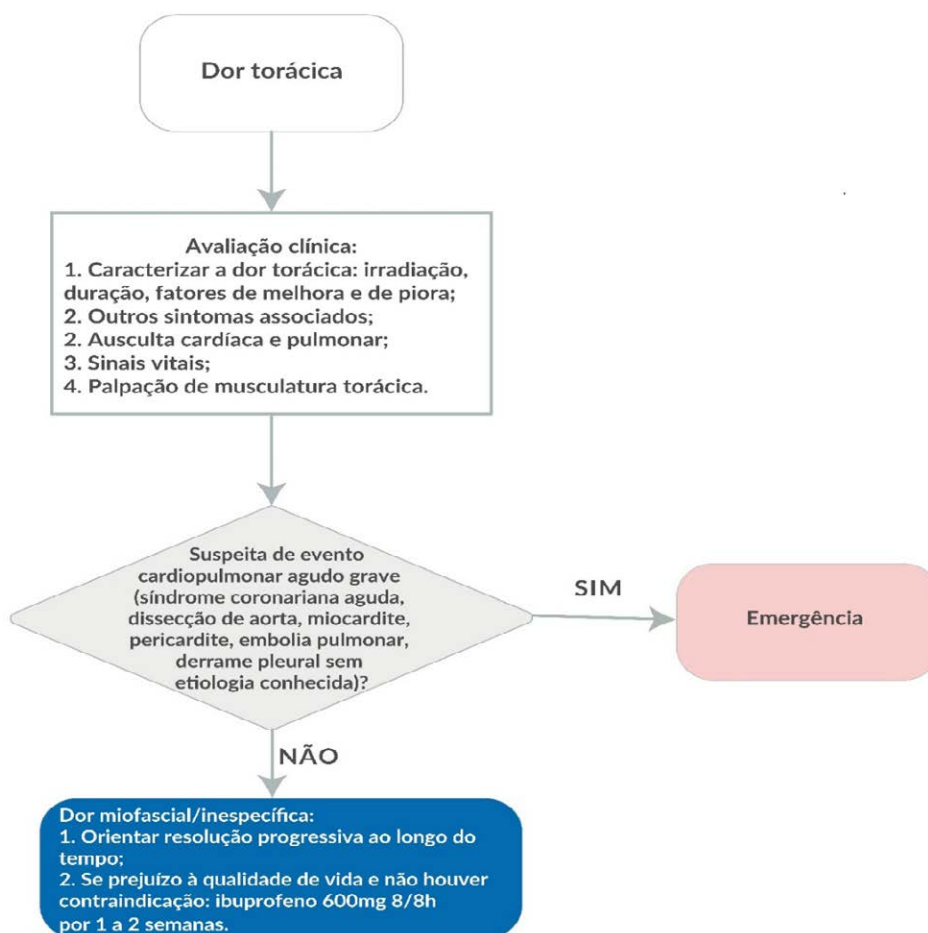 Dor torácica
Avaliação clínica:
1. Caracterizar a dor torácica: irradiação,
duração, fatores de melhora e de piora;
2. Outros sintomas associados;
2. Ausculta cardíaca e pulmonar;
3. Sinais vitais;
4. Palpação de musculatura torácica.
Suspeita de evento
cardiopulmonar agudo grave
(síndrome coronariana aguda,
dissecção de aorta, miocardite,
pericardite, embolia pulmonar,
derrame pleural sem
etiologia conhecida)?
SIM
Emergência
NÃO
Dor miofascial/inespecífica:
1. Orientar resolução progressiva ao longo do
tempo;
2. Se prejuízo à qualidade de vida e não houver
contraindicação: ibuprofeno 600mg 8/8h
por 1 a 2 semanas.